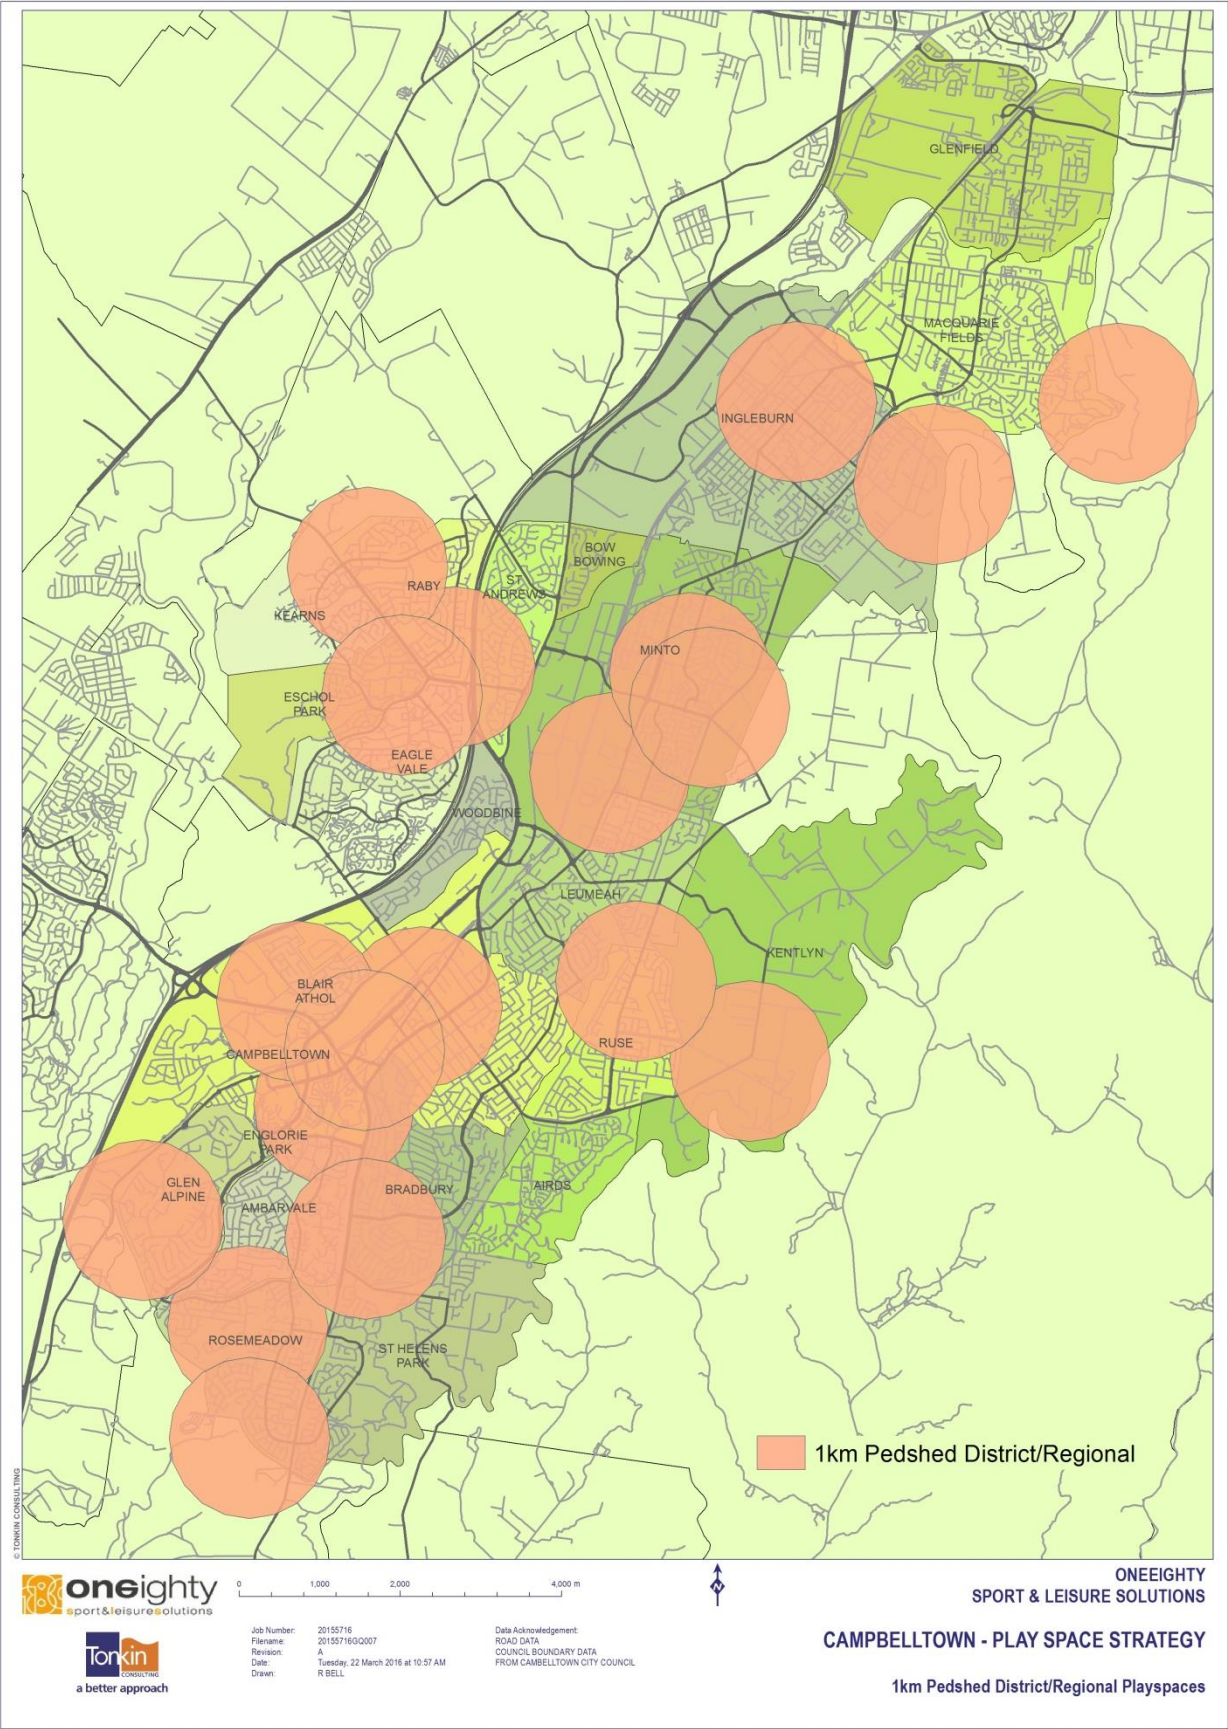 GLENFIELD
MACQUARIE
FIELDS
INGLEBURN
BOW
BOWING
RABY
ST
ANDREWS
KEARNS
MINTO
ESCHOL
PARK
EAGLE
VALE
WOODBINE
LEUMEAH
KENTLYN
BLAIR
ATHOL
RUSE
CAMPBELLTOWN
ENGLORIE
PARK
GLEN
ALPINE
BRADBURY
AIRDS
AMBARVALE
ROSEMEADOW
ST HELENS
PARK
1km Pedshed District/Regional
© TONKIN CONSULTING
oneighty
sport&leisuresolutions
0 1,000 2,000 4,000 m
N
ONEEIGHTY
SPORT & LEISURE SOLUTIONS
CAMPBELLTOWN - PLAY SPACE STRATEGY
1km Pedshed District/Regional Playspaces
Tonkin
CONSULTING
a better approach
Job Number: 20155716
Filename: 20155716GQ007
Revision: A
Date: Tuesday, 22 March 2016 at 10:57 AM
Drawn: R BELL
Data Acknowledgement:
ROAD DATA
COUNCIL BOUNDARY DATA
FROM CAMBELLTOWN CITY COUNCIL